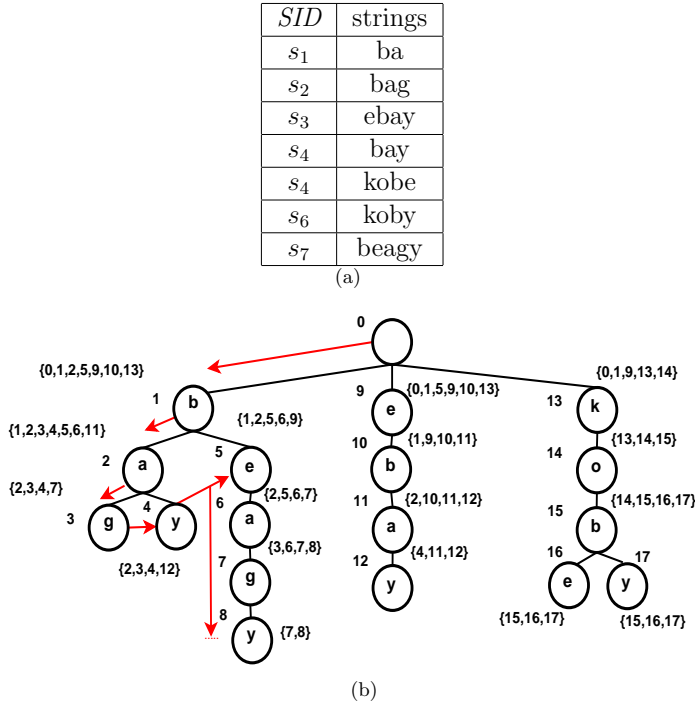 SID strings
s1 ba
s2 bag
s3 ebay
s4 bay
s4 kobe
s6 koby
s7 beagy
(a)
0
{0,1,2,5,9,10,13} {0,1,9,13,14}
1 b 9 e {0,1,5,9,10,13} 13 k
{1,2,3,4,5,6,11} {1,2,5,6,9} 10 {1,9,10,11} {13,14,15}
2 a 5 e b 14 o
{2,3,4,7} {2,5,6,7} 11 {2,10,11,12} {14,15,16,17}
3 g 4 y 6 a a 15 b
{2,3,4,12} {3,6,7,8} {4,11,12}
7 g 12 y 16 e 17 y
8 y {7,8} {15,16,17} {15,16,17}
(b)